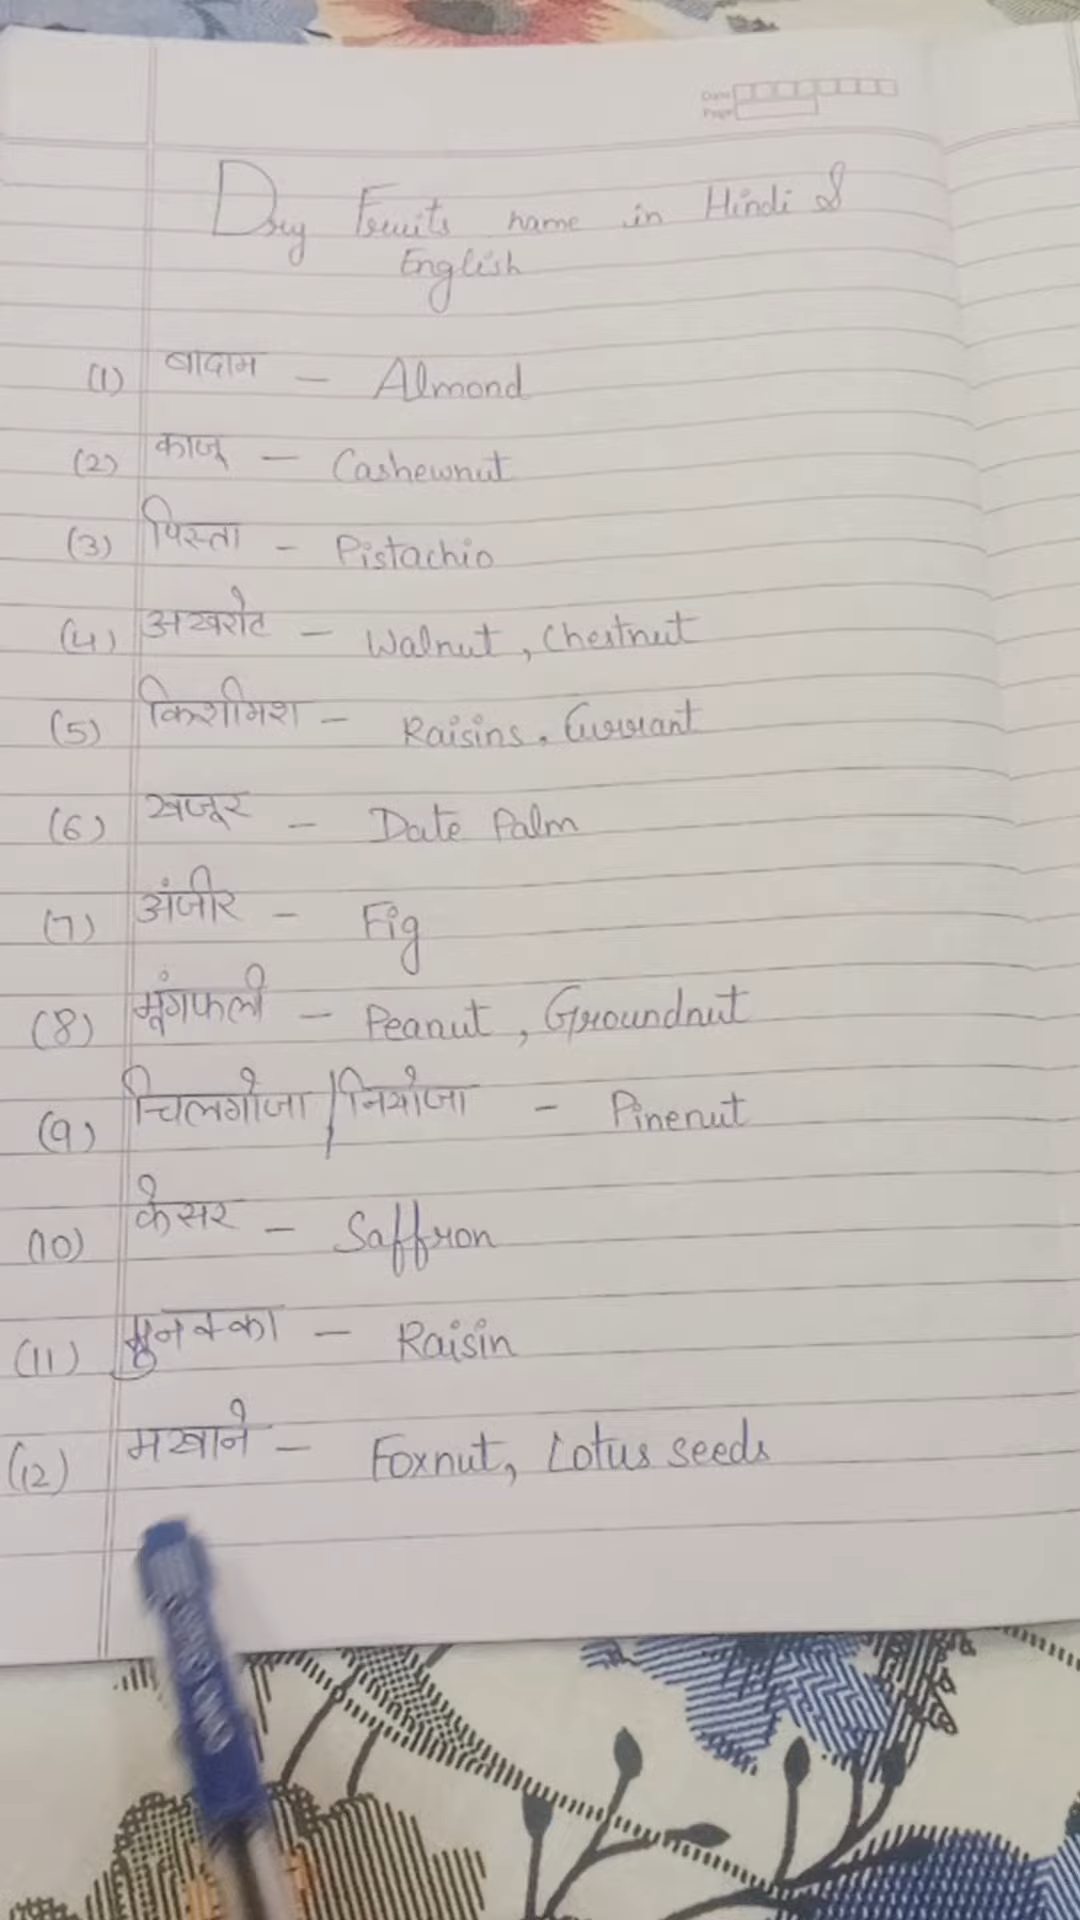 Date
Page
Dry Fruits name in Hindi &
English
(1) बादाम – Almond
(2) काजू – Cashewnut
(3) पिस्ता – Pistachio
(4) अखरोट – Walnut, Chestnut
(5) किशमिश – Raisins, Currant
(6) खजूर – Date Palm
(7) अंजीर – Fig
(8) मूंगफली – Peanut, Groundnut
(9) चिलगोजा / नियोजा – Pinenut
(10) केसर – Saffron
(11) मुनक्का – Raisin
(12) मखाने – Foxnut, Lotus seeds